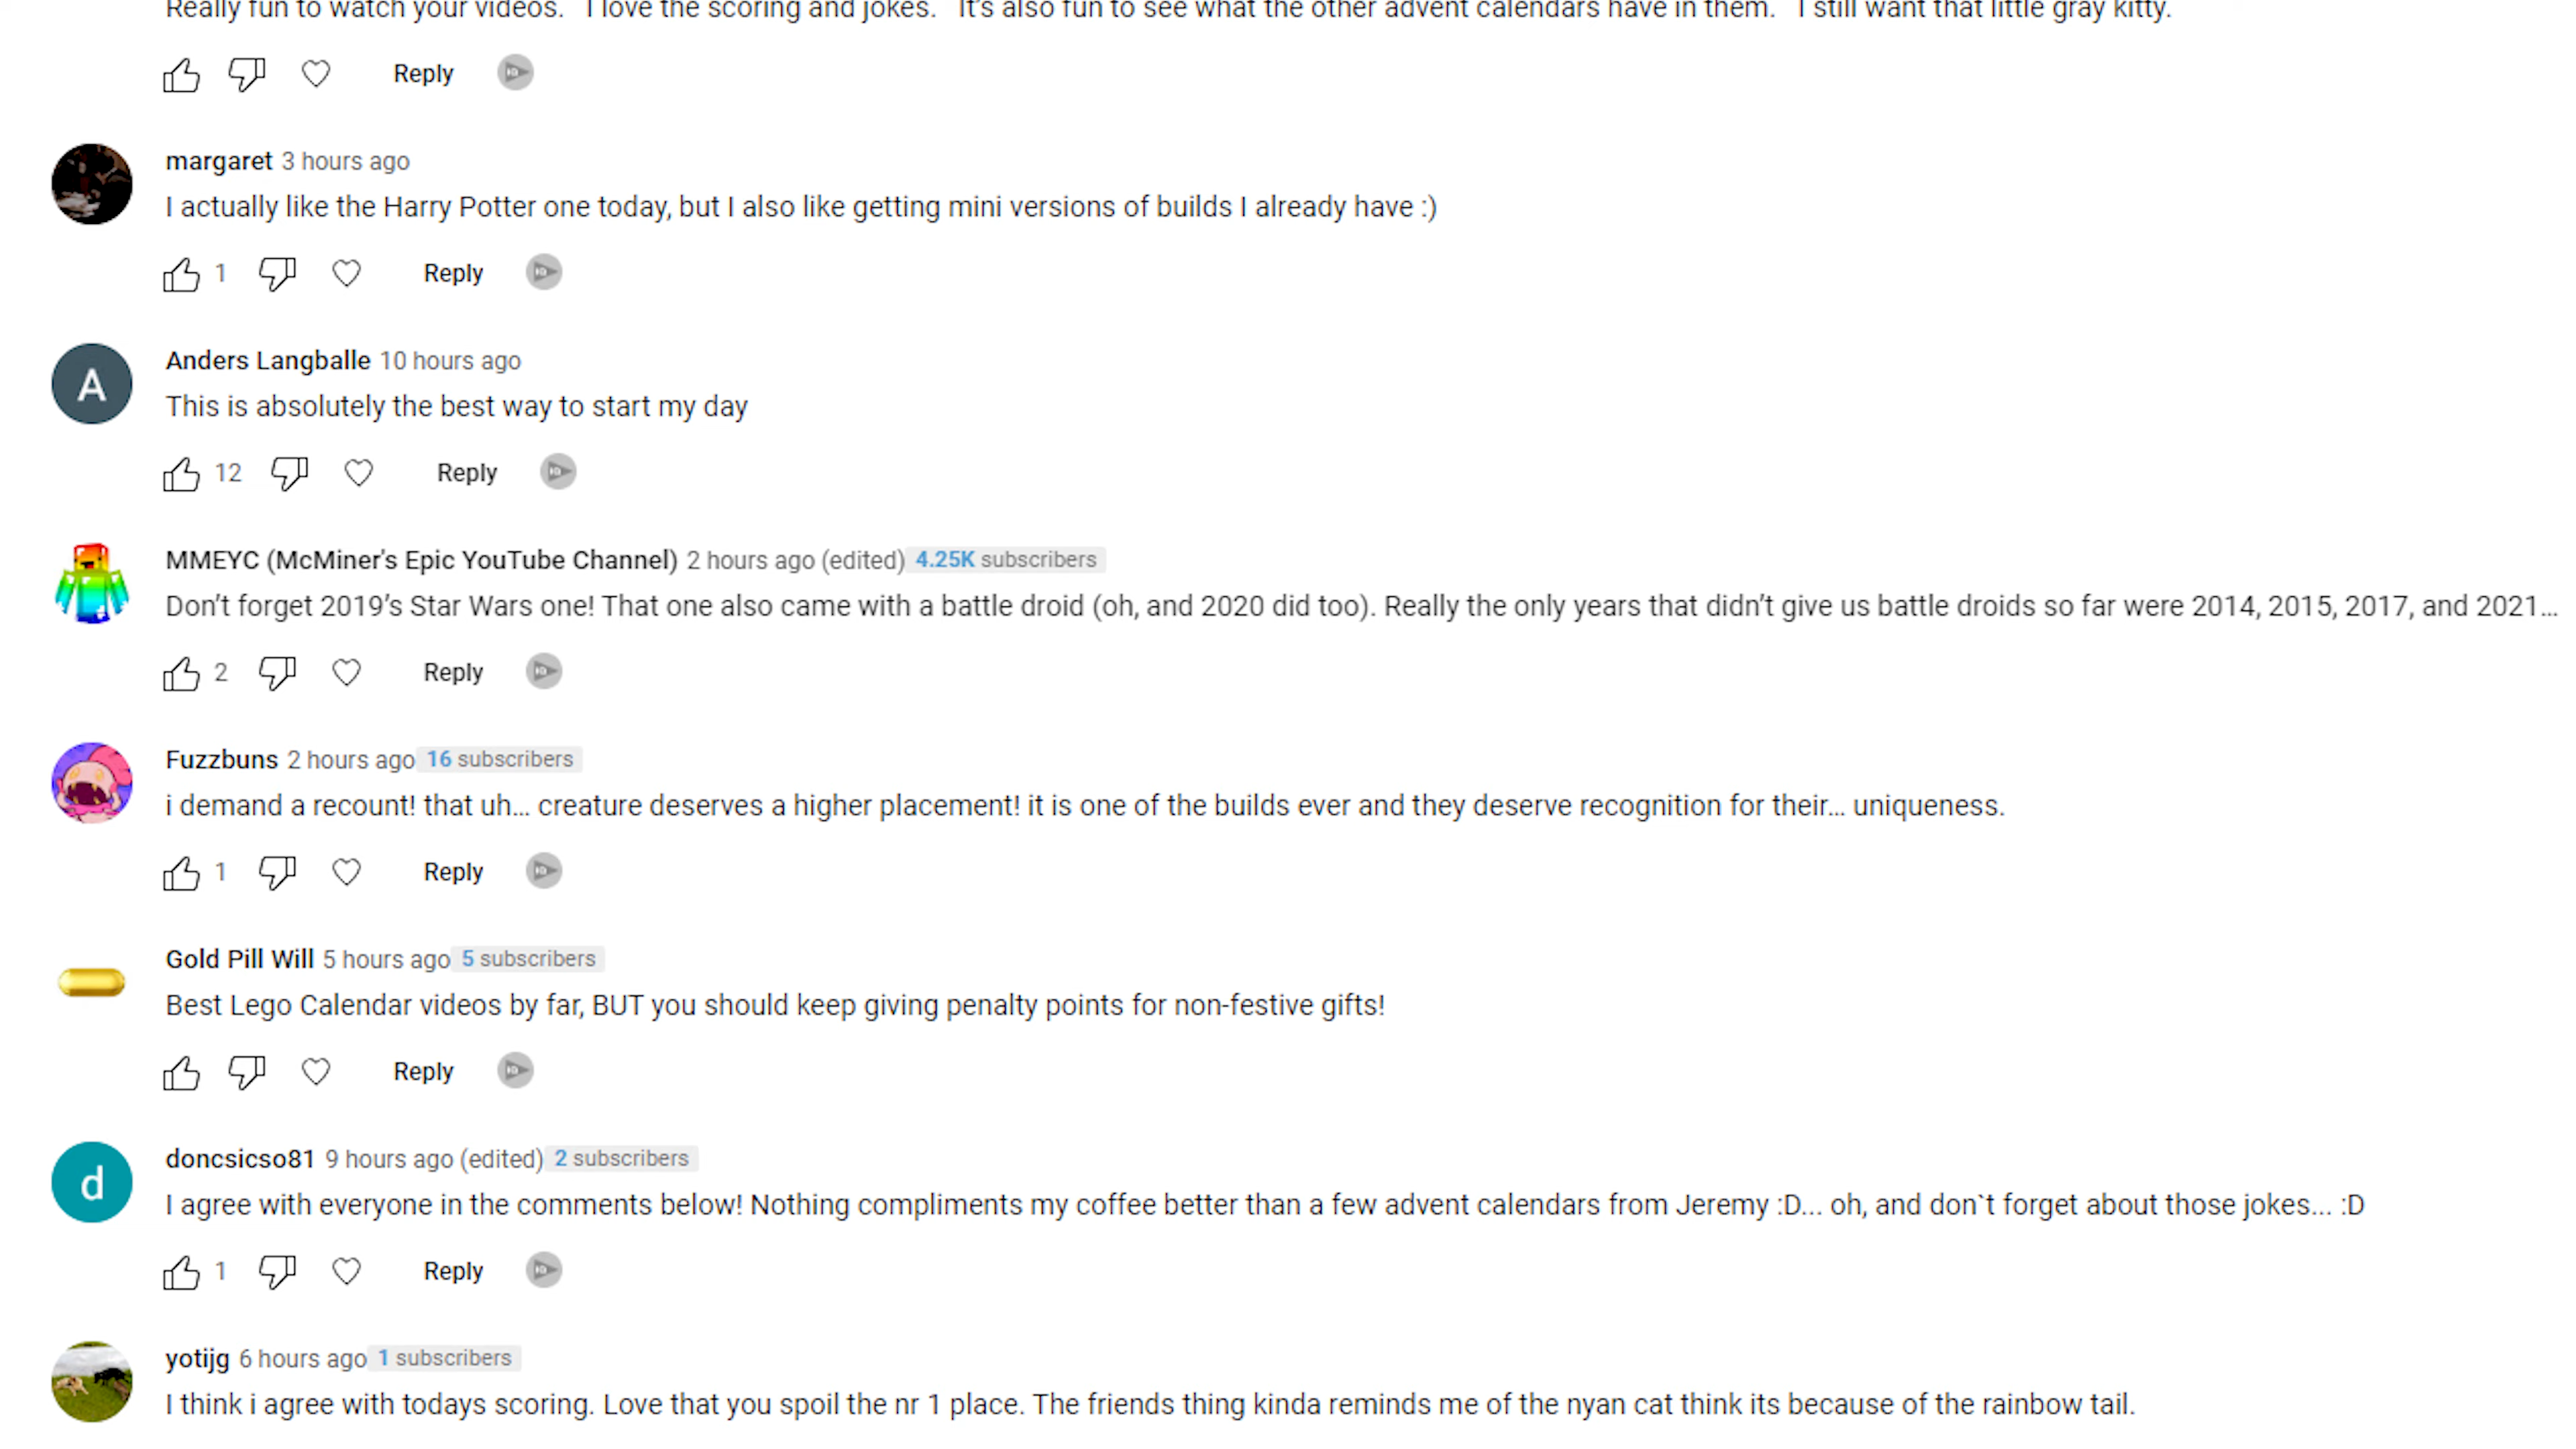 Really fun to watch your videos. I love the scoring and jokes. It's also fun to see what the other advent calendars have in them. I still want that little gray kitty.
Reply
margaret 3 hours ago
I actually like the Harry Potter one today, but I also like getting mini versions of builds I already have :)
1 Reply
A
Anders Langballe 10 hours ago
This is absolutely the best way to start my day
12 Reply
MMEYC (McMiner's Epic YouTube Channel) 2 hours ago (edited) 4.25K subscribers
Don't forget 2019's Star Wars one! That one also came with a battle droid (oh, and 2020 did too). Really the only years that didn't give us battle droids so far were 2014, 2015, 2017, and 2021...
2 Reply
Fuzzbuns 2 hours ago 16 subscribers
i demand a recount! that uh... creature deserves a higher placement! it is one of the builds ever and they deserve recognition for their... uniqueness.
1 Reply
Gold Pill Will 5 hours ago 5 subscribers
Best Lego Calendar videos by far, BUT you should keep giving penalty points for non-festive gifts!
Reply
d
doncsicso81 9 hours ago (edited) 2 subscribers
I agree with everyone in the comments below! Nothing compliments my coffee better than a few advent calendars from Jeremy :D... oh, and don`t forget about those jokes... :D
1 Reply
yotijg 6 hours ago 1 subscribers
I think i agree with todays scoring. Love that you spoil the nr 1 place. The friends thing kinda reminds me of the nyan cat think its because of the rainbow tail.